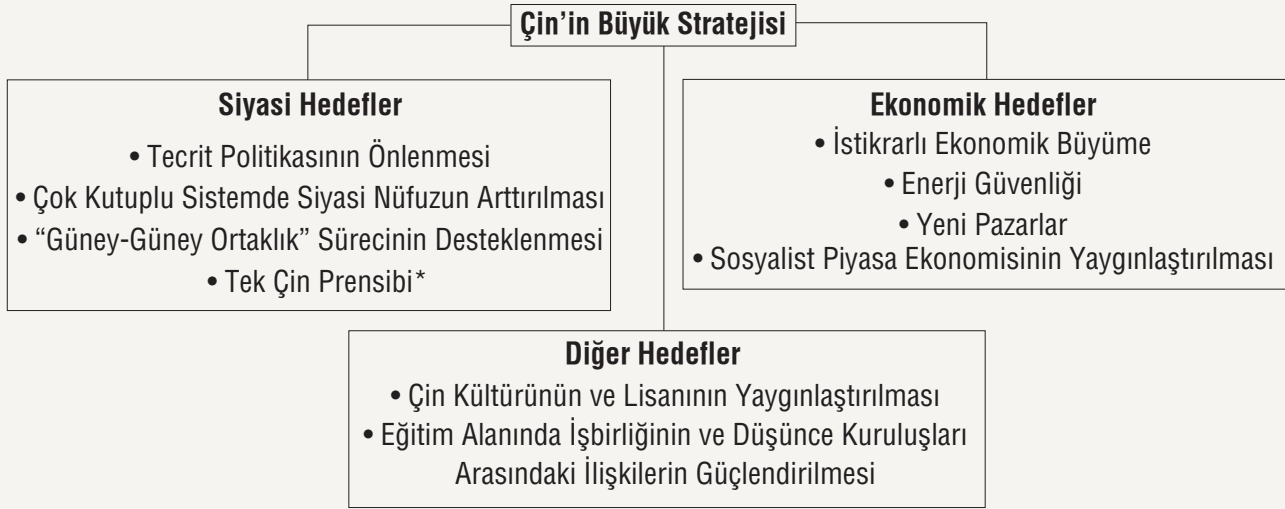 Çin’in Büyük Stratejisi
Siyasi Hedefler
• Tecrit Politikasının Önlenmesi
• Çok Kutuplu Sistemde Siyasi Nüfuzun Arttırılması
• “Güney-Güney Ortaklık” Sürecinin Desteklenmesi
• Tek Çin Prensibi*
Ekonomik Hedefler
• İstikrarlı Ekonomik Büyüme
• Enerji Güvenliği
• Yeni Pazarlar
• Sosyalist Piyasa Ekonomisinin Yaygınlaştırılması
Diğer Hedefler
• Çin Kültürünün ve Lisanının Yaygınlaştırılması
• Eğitim Alanında İşbirliğinin ve Düşünce Kuruluşları
Arasındaki İlişkilerin Güçlendirilmesi